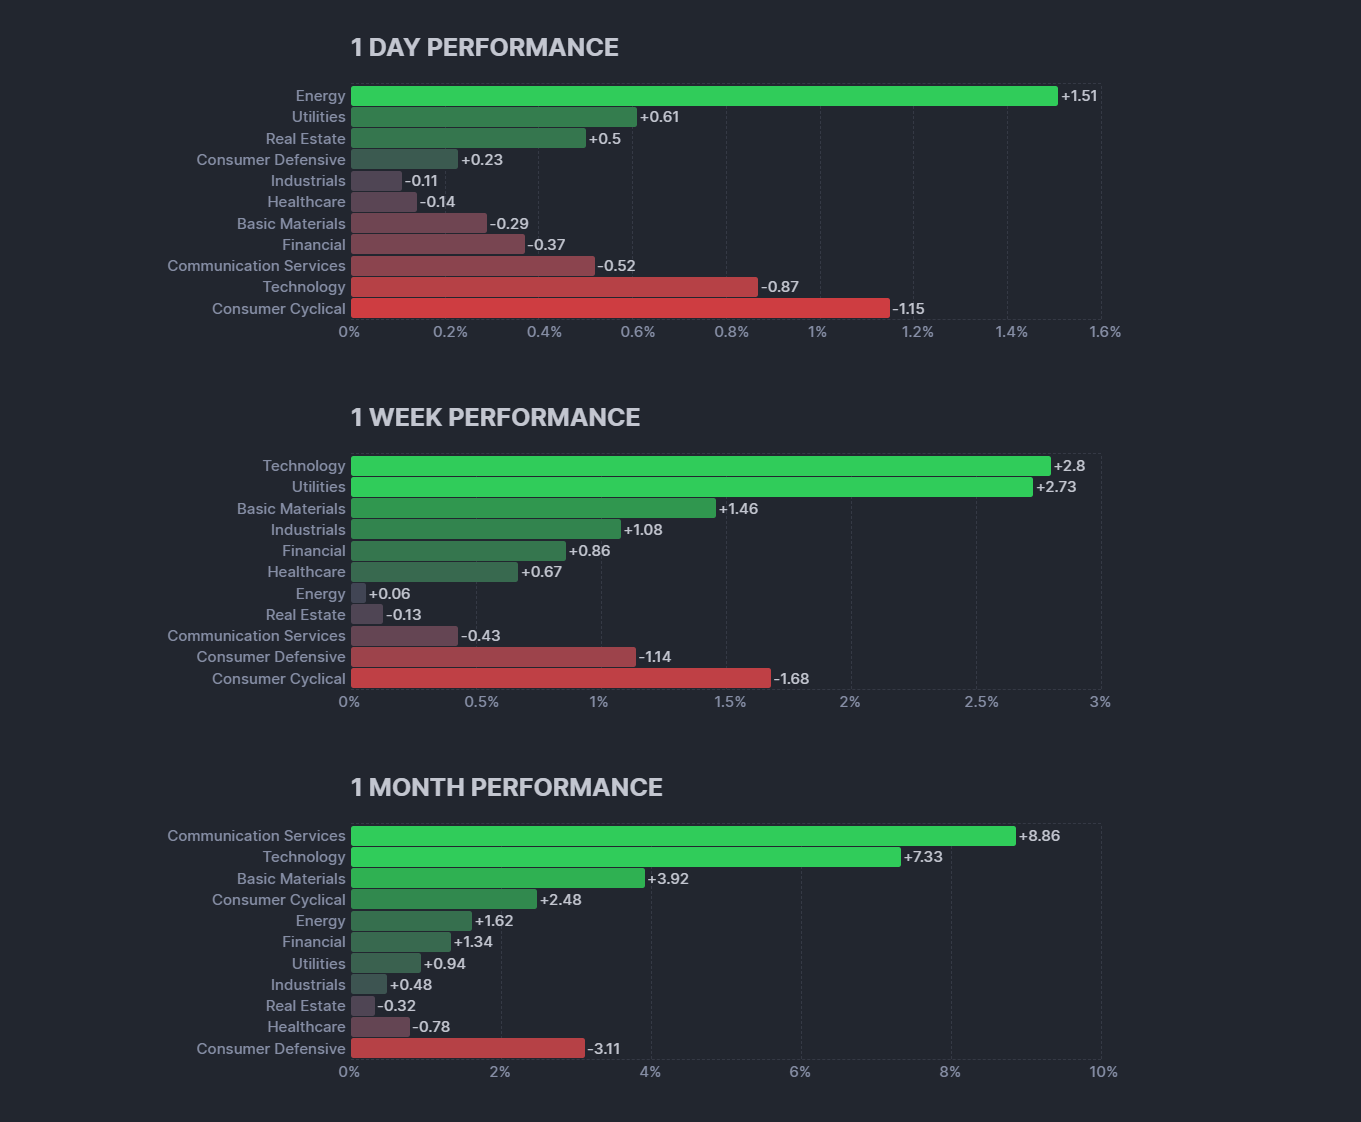 1 DAY PERFORMANCE
Energy +1.51
Utilities +0.61
Real Estate +0.5
Consumer Defensive +0.23
Industrials -0.11
Healthcare -0.14
Basic Materials -0.29
Financial -0.37
Communication Services -0.52
Technology -0.87
Consumer Cyclical -1.15
0% 0.2% 0.4% 0.6% 0.8% 1% 1.2% 1.4% 1.6%
1 WEEK PERFORMANCE
Technology +2.8
Utilities +2.73
Basic Materials +1.46
Industrials +1.08
Financial +0.86
Healthcare +0.67
Energy +0.06
Real Estate -0.13
Communication Services -0.43
Consumer Defensive -1.14
Consumer Cyclical -1.68
0% 0.5% 1% 1.5% 2% 2.5% 3%
1 MONTH PERFORMANCE
Communication Services +8.86
Technology +7.33
Basic Materials +3.92
Consumer Cyclical +2.48
Energy +1.62
Financial +1.34
Utilities +0.94
Industrials +0.48
Real Estate -0.32
Healthcare -0.78
Consumer Defensive -3.11
0% 2% 4% 6% 8% 10%